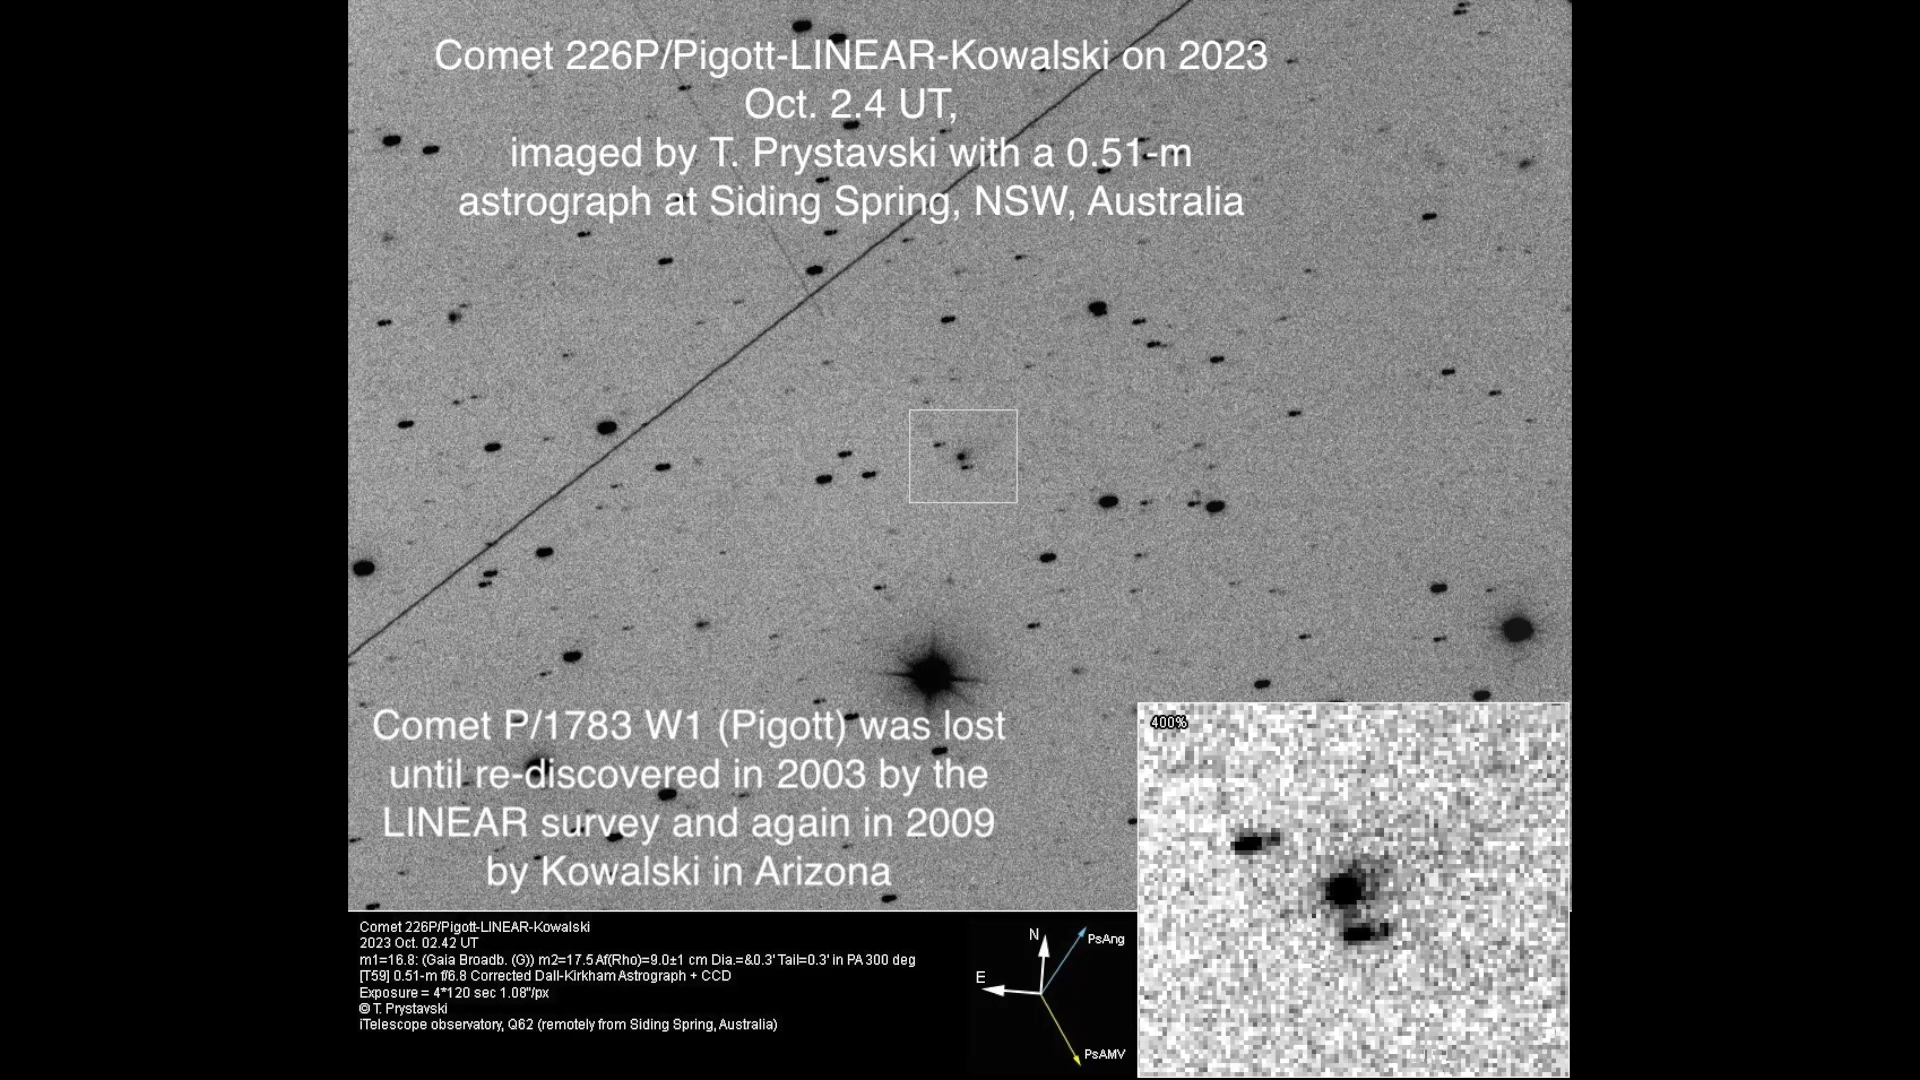 Comet 226P/Pigott-LINEAR-Kowalski on 2023
Oct. 2.4 UT,
imaged by T. Prystavski with a 0.51-m
astrograph at Siding Spring, NSW, Australia
Comet P/1783 W1 (Pigott) was lost
until re-discovered in 2003 by the
LINEAR survey and again in 2009
by Kowalski in Arizona
400%
Comet 226P/Pigott-LINEAR-Kowalski
2023 Oct. 02.42 UT
m1=16.8: (Gaia Broadb. (G)) m2=17.5 Af(Rho)=9.0±1 cm Dia.=&0.3' Tail=0.3' in PA 300 deg
[T59] 0.51-m f/6.8 Corrected Dall-Kirkham Astrograph + CCD
Exposure = 4*120 sec 1.08"/px
© T. Prystavski
iTelescope observatory, Q62 (remotely from Siding Spring, Australia)
N
PsAng
E
PsAMV